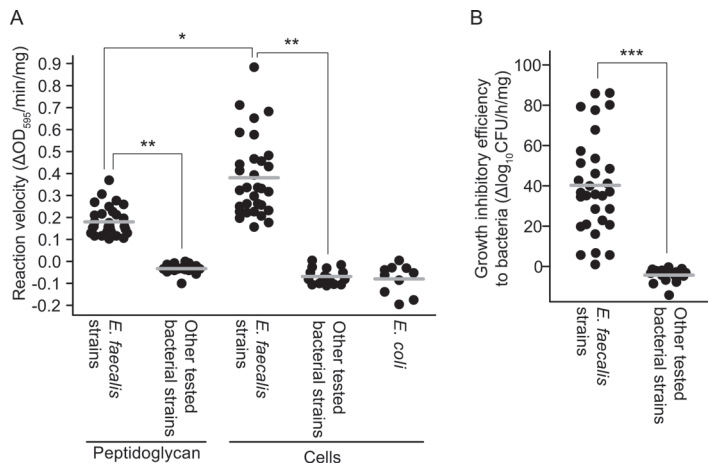 A
Reaction velocity (ΔOD595/min/mg)
0.9
0.8
0.7
0.6
0.5
0.4
0.3
0.2
0.1
0.0
-0.1
-0.2
*
**
**
E. faecalis
strains
Other tested
bacterial strains
E. faecalis
strains
Other tested
bacterial strains
E. coli
Peptidoglycan
Cells
B
Growth inhibitory efficiency
to bacteria (Δlog10CFU/h/mg)
100
80
60
40
20
0
***
E. faecalis
strains
Other tested
bacterial strains